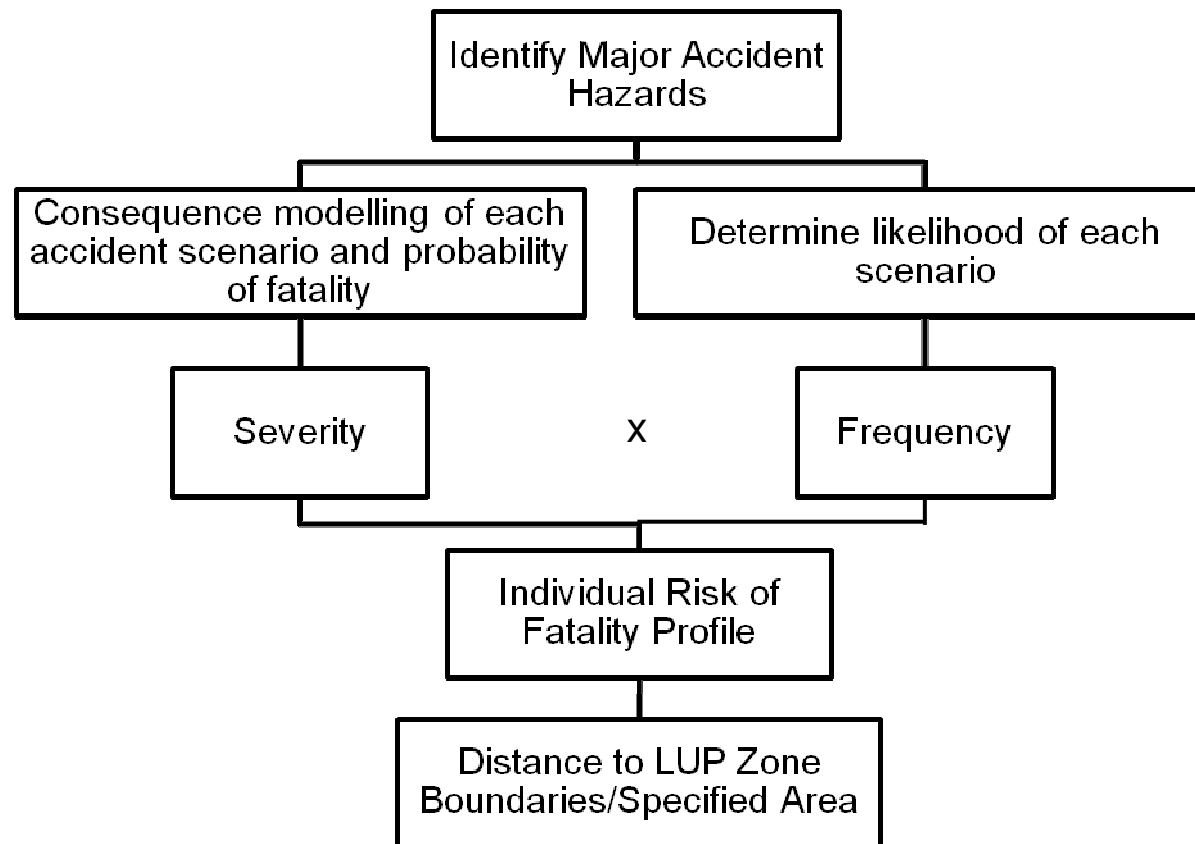 Identify Major Accident
Hazards
Consequence modelling of each
accident scenario and probability
of fatality
Determine likelihood of each
scenario
Severity
x
Frequency
Individual Risk of
Fatality Profile
Distance to LUP Zone
Boundaries/Specified Area